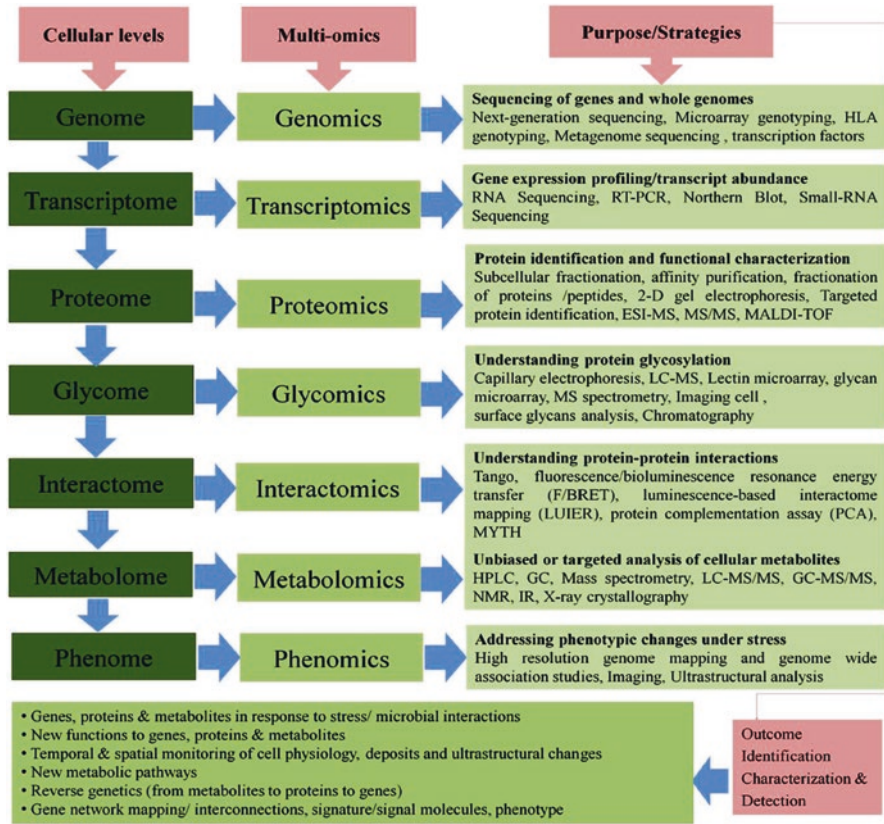 Cellular levels
Multi-omics
Purpose/Strategies
Genome
Genomics
Sequencing of genes and whole genomes
Next-generation sequencing, Microarray genotyping, HLA
genotyping, Metagenome sequencing , transcription factors
Transcriptome
Transcriptomics
Gene expression profiling/transcript abundance
RNA Sequencing, RT-PCR, Northern Blot, Small-RNA
Sequencing
Proteome
Proteomics
Protein identification and functional characterization
Subcellular fractionation, affinity purification, fractionation
of proteins /peptides, 2-D gel electrophoresis, Targeted
protein identification, ESI-MS, MS/MS, MALDI-TOF
Glycome
Glycomics
Understanding protein glycosylation
Capillary electrophoresis, LC-MS, Lectin microarray, glycan
microarray, MS spectrometry, Imaging cell ,
surface glycans analysis, Chromatography
Interactome
Interactomics
Understanding protein-protein interactions
Tango, fluorescence/bioluminescence resonance energy
transfer (F/BRET), luminescence-based interactome
mapping (LUIER), protein complementation assay (PCA),
MYTH
Metabolome
Metabolomics
Unbiased or targeted analysis of cellular metabolites
HPLC, GC, Mass spectrometry, LC-MS/MS, GC-MS/MS,
NMR, IR, X-ray crystallography
Phenome
Phenomics
Addressing phenotypic changes under stress
High resolution genome mapping and genome wide
association studies, Imaging, Ultrastructural analysis
• Genes, proteins & metabolites in response to stress/ microbial interactions
• New functions to genes, proteins & metabolites
• Temporal & spatial monitoring of cell physiology, deposits and ultrastructural changes
• New metabolic pathways
• Reverse genetics (from metabolites to proteins to genes)
• Gene network mapping/ interconnections, signature/signal molecules, phenotype
Outcome
Identification
Characterization &
Detection